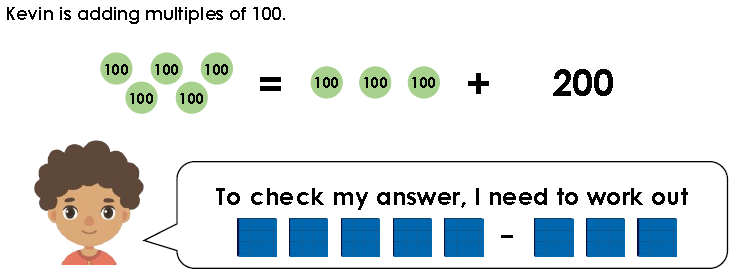 Kevin is adding multiples of 100.
100 100 100 = 100 100 100 + 200
100 100
To check my answer, I need to work out
-